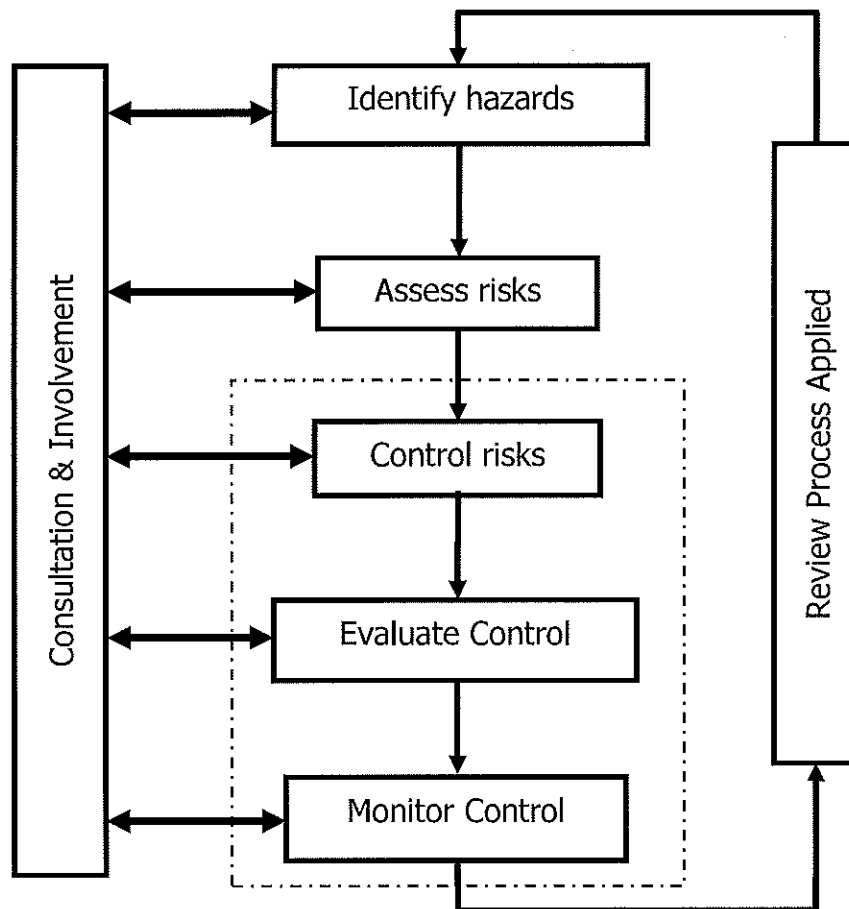 Identify hazards
Assess risks
Control risks
Evaluate Control
Monitor Control
Consultation & Involvement
Review Process Applied